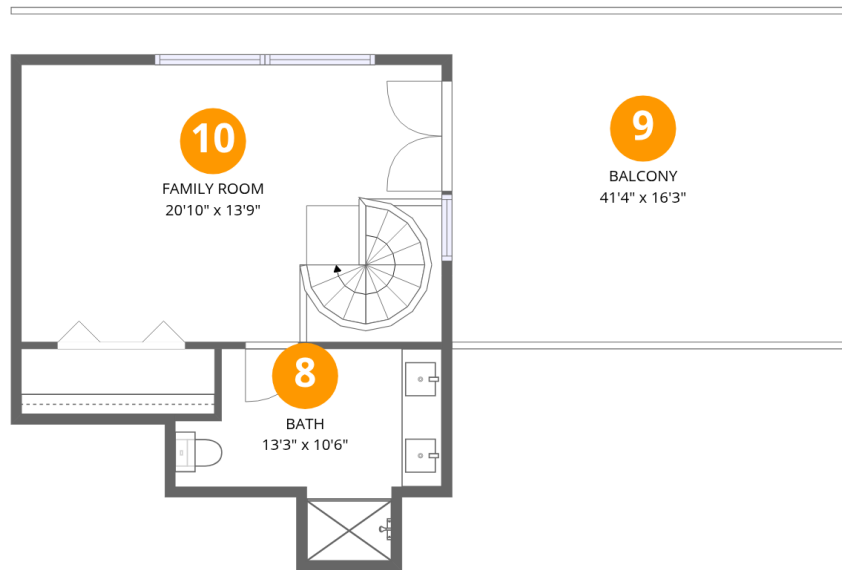 10
FAMILY ROOM
20'10" x 13'9"
9
BALCONY
41'4" x 16'3"
8
BATH
13'3" x 10'6"